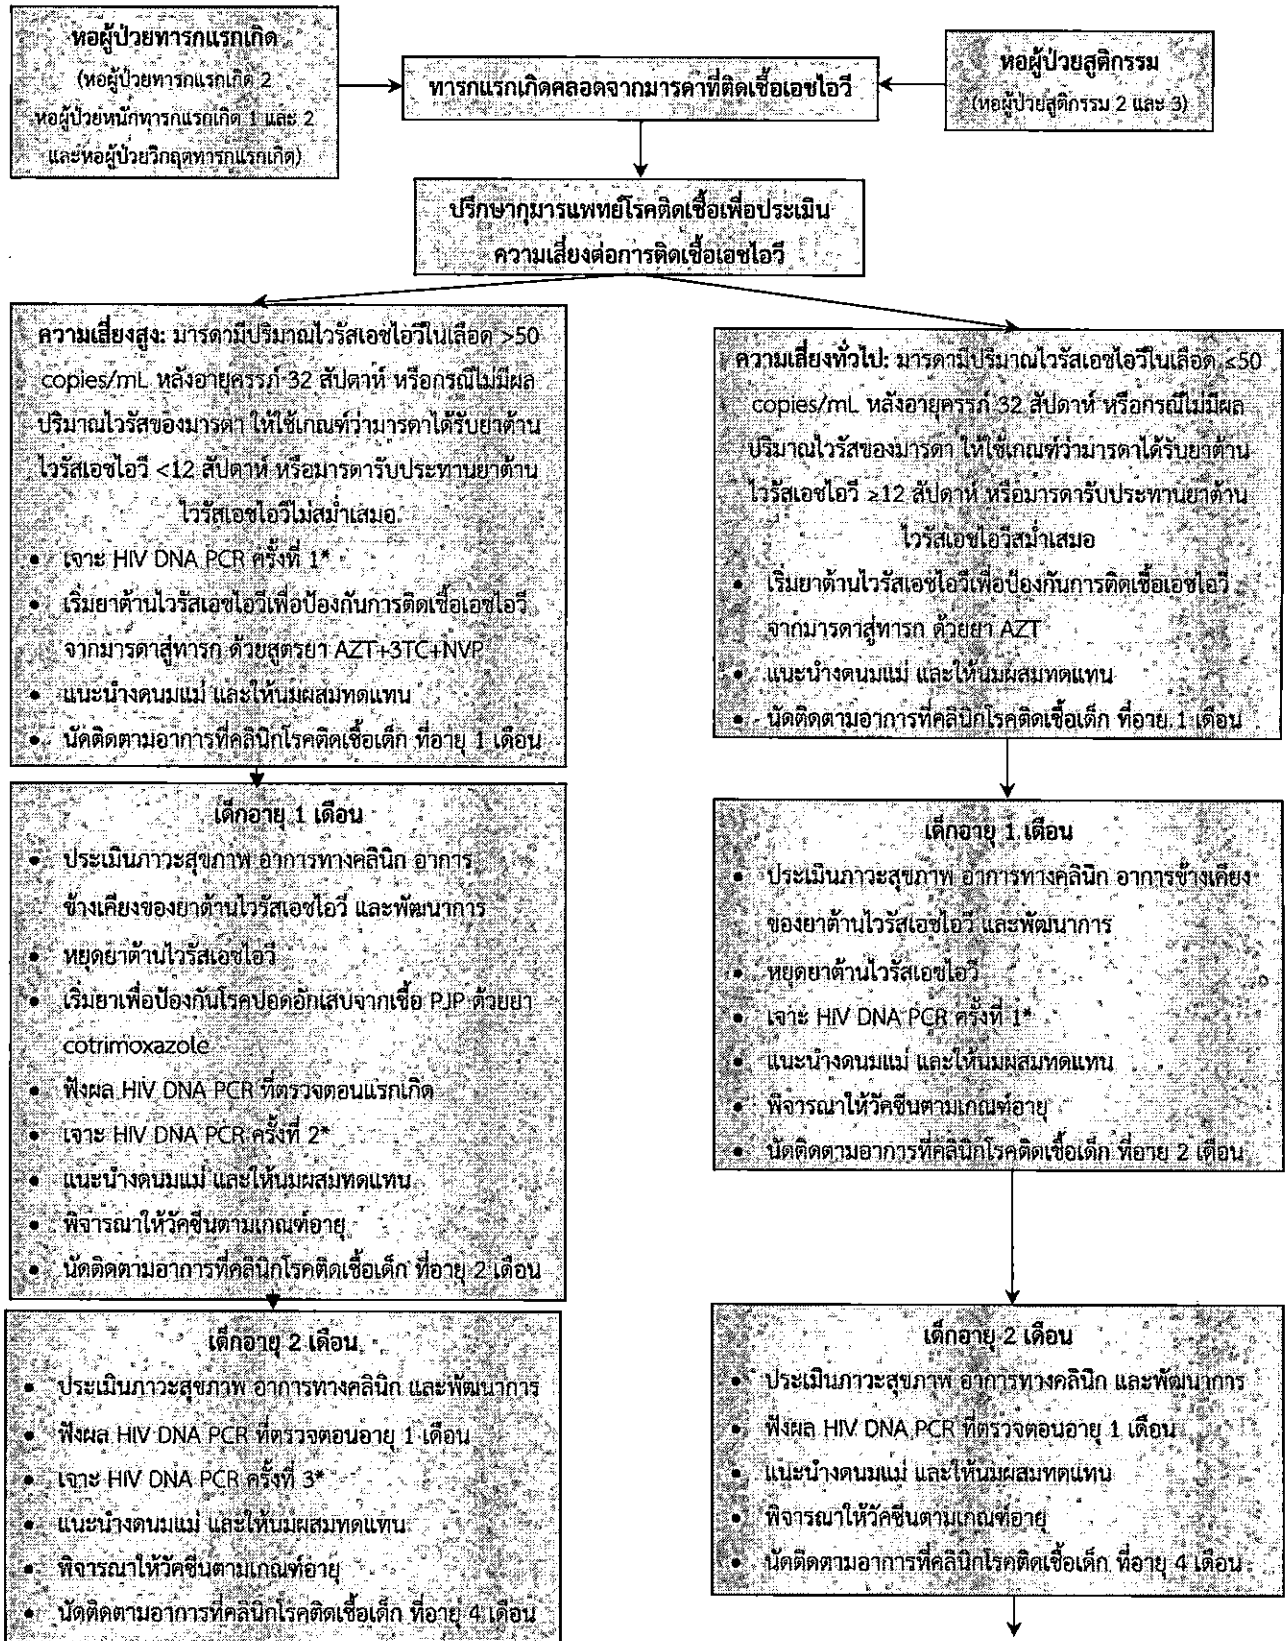 หอผู้ป่วยทารกแรกเกิด
(หอผู้ป่วยทารกแรกเกิด 2
หอผู้ป่วยหนักทารกแรกเกิด 1 และ 2
และหอผู้ป่วยวิกฤตทารกแรกเกิด)
ทารกแรกเกิดคลอดจากมารดาที่ติดเชื้อเอชไอวี
หอผู้ป่วยสูติกรรม
(หอผู้ป่วยสูติกรรม 2 และ 3)
ปรึกษากุมารแพทย์โรคติดเชื้อเพื่อประเมิน
ความเสี่ยงต่อการติดเชื้อเอชไอวี
ความเสี่ยงสูง: มารดามีปริมาณไวรัสเอชไอวีในเลือด >50
copies/mL หลังอายุครรภ์ 32 สัปดาห์ หรือกรณีไม่มีผล
ปริมาณไวรัสของมารดา ให้ใช้เกณฑ์ว่ามารดาได้รับยาต้าน
ไวรัสเอชไอวี <12 สัปดาห์ หรือมารดารับประทานยาต้าน
ไวรัสเอชไอวีไม่สม่ำเสมอ
• เจาะ HIV DNA PCR ครั้งที่ 1*
• เริ่มยาต้านไวรัสเอชไอวีเพื่อป้องกันการติดเชื้อเอชไอวี
จากมารดาสู่ทารก ด้วยสูตรยา AZT+3TC+NVP
• แนะนำงดนมแม่ และให้นมผสมทดแทน
• นัดติดตามอาการที่คลินิกโรคติดเชื้อเด็ก ที่อายุ 1 เดือน
ความเสี่ยงทั่วไป: มารดามีปริมาณไวรัสเอชไอวีในเลือด ≤50
copies/mL หลังอายุครรภ์ 32 สัปดาห์ หรือกรณีไม่มีผล
ปริมาณไวรัสของมารดา ให้ใช้เกณฑ์ว่ามารดาได้รับยาต้าน
ไวรัสเอชไอวี ≥12 สัปดาห์ หรือมารดารับประทานยาต้าน
ไวรัสเอชไอวีสม่ำเสมอ
• เริ่มยาต้านไวรัสเอชไอวีเพื่อป้องกันการติดเชื้อเอชไอวี
จากมารดาสู่ทารก ด้วยยา AZT
• แนะนำงดนมแม่ และให้นมผสมทดแทน
• นัดติดตามอาการที่คลินิกโรคติดเชื้อเด็ก ที่อายุ 1 เดือน
เด็กอายุ 1 เดือน
• ประเมินภาวะสุขภาพ อาการทางคลินิก อาการ
ข้างเคียงของยาต้านไวรัสเอชไอวี และพัฒนาการ
• หยุดยาต้านไวรัสเอชไอวี
• เริ่มยาเพื่อป้องกันโรคปอดอักเสบจากเชื้อ PJP ด้วยยา
cotrimoxazole
• ฟังผล HIV DNA PCR ที่ตรวจตอนแรกเกิด
• เจาะ HIV DNA PCR ครั้งที่ 2*
• แนะนำงดนมแม่ และให้นมผสมทดแทน
• พิจารณาให้วัคซีนตามเกณฑ์อายุ
• นัดติดตามอาการที่คลินิกโรคติดเชื้อเด็ก ที่อายุ 2 เดือน
เด็กอายุ 1 เดือน
• ประเมินภาวะสุขภาพ อาการทางคลินิก อาการข้างเคียง
ของยาต้านไวรัสเอชไอวี และพัฒนาการ
• หยุดยาต้านไวรัสเอชไอวี
• เจาะ HIV DNA PCR ครั้งที่ 1*
• แนะนำงดนมแม่ และให้นมผสมทดแทน
• พิจารณาให้วัคซีนตามเกณฑ์อายุ
• นัดติดตามอาการที่คลินิกโรคติดเชื้อเด็ก ที่อายุ 2 เดือน
เด็กอายุ 2 เดือน
• ประเมินภาวะสุขภาพ อาการทางคลินิก และพัฒนาการ
• ฟังผล HIV DNA PCR ที่ตรวจตอนอายุ 1 เดือน
• เจาะ HIV DNA PCR ครั้งที่ 3*
• แนะนำงดนมแม่ และให้นมผสมทดแทน
• พิจารณาให้วัคซีนตามเกณฑ์อายุ
• นัดติดตามอาการที่คลินิกโรคติดเชื้อเด็ก ที่อายุ 4 เดือน
เด็กอายุ 2 เดือน
• ประเมินภาวะสุขภาพ อาการทางคลินิก และพัฒนาการ
• ฟังผล HIV DNA PCR ที่ตรวจตอนอายุ 1 เดือน
• แนะนำงดนมแม่ และให้นมผสมทดแทน
• พิจารณาให้วัคซีนตามเกณฑ์อายุ
• นัดติดตามอาการที่คลินิกโรคติดเชื้อเด็ก ที่อายุ 4 เดือน